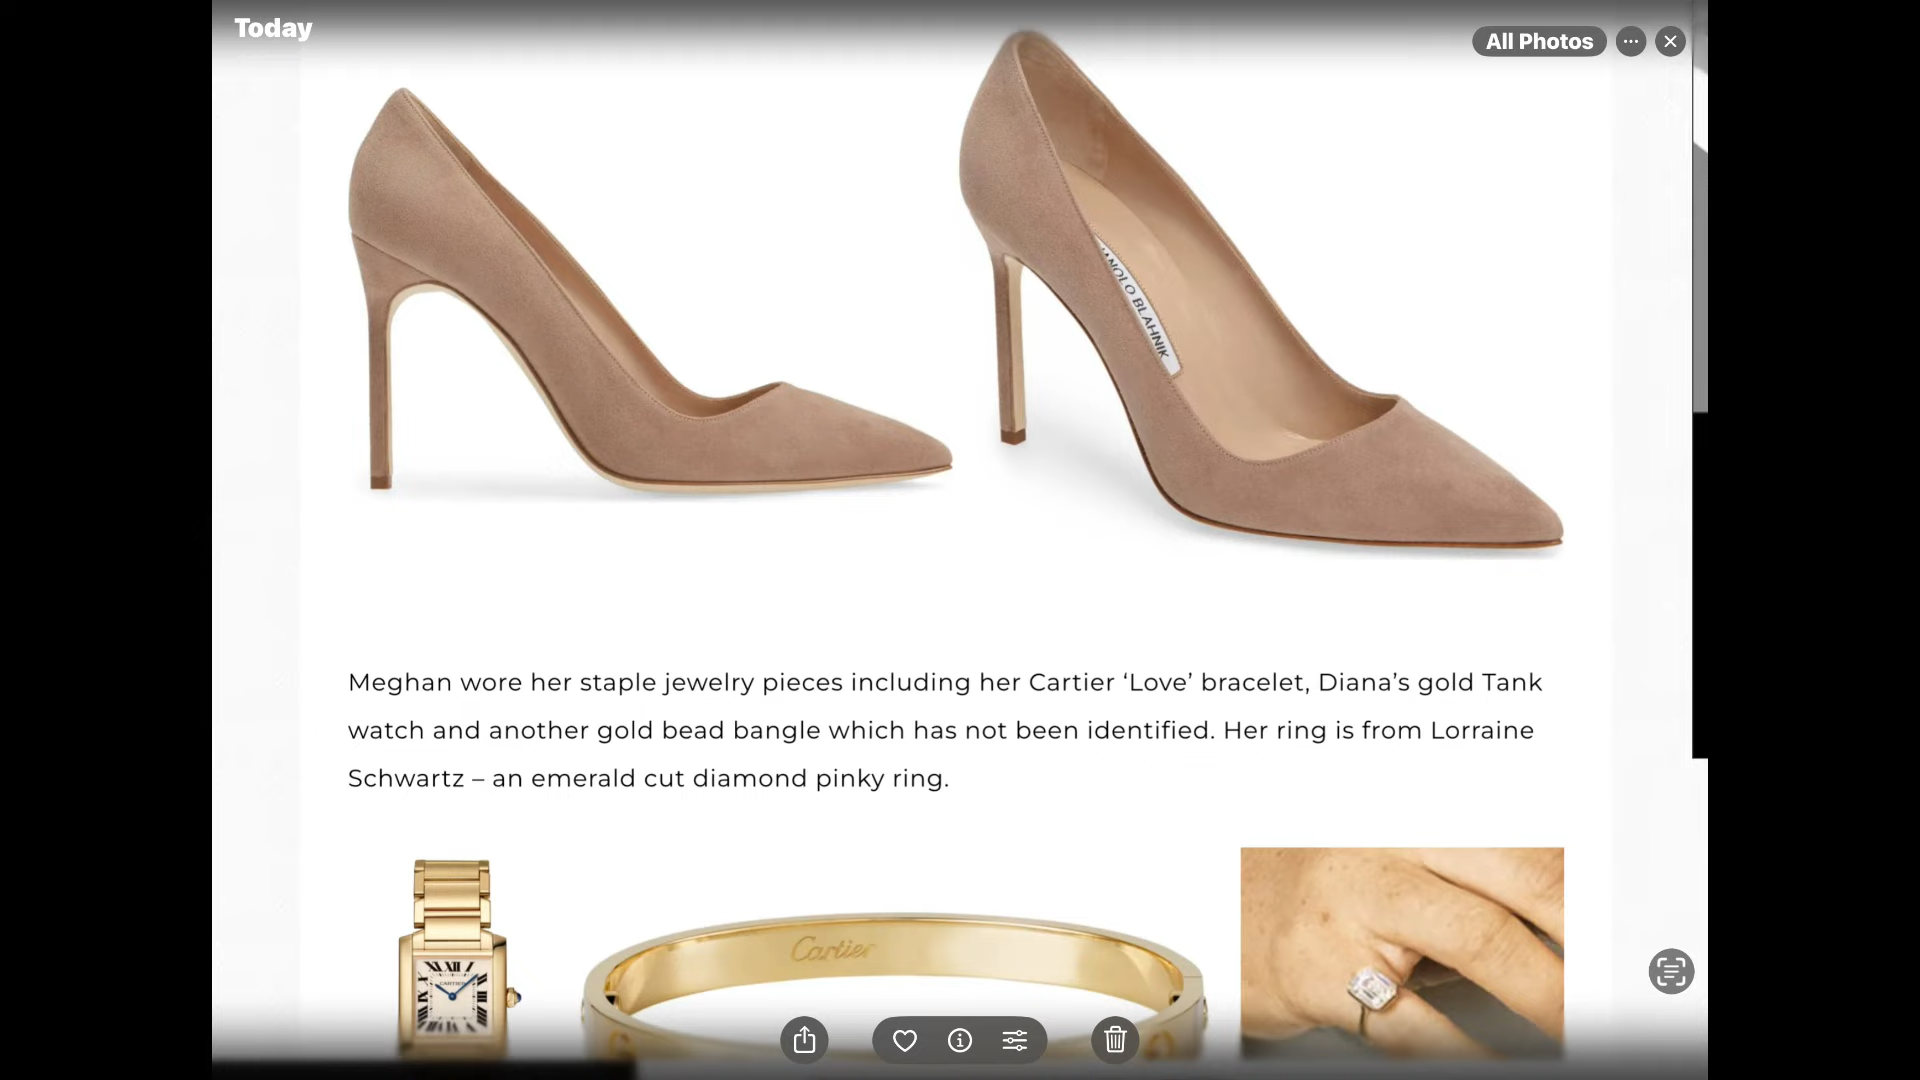 Today
All Photos
MANOLO BLAHNIK
Meghan wore her staple jewelry pieces including her Cartier ‘Love’ bracelet, Diana’s gold Tank
watch and another gold bead bangle which has not been identified. Her ring is from Lorraine
Schwartz – an emerald cut diamond pinky ring.
Cartier
CARTIER